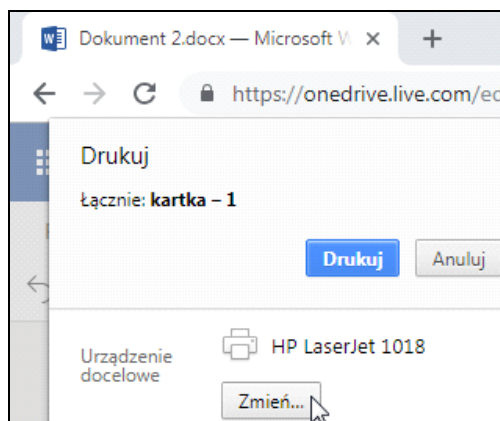 Dokument 2.docx — Microsoft W
https://onedrive.live.com/ed
Drukuj
Łącznie: kartka – 1
Drukuj Anuluj
Urządzenie docelowe
HP LaserJet 1018
Zmień...